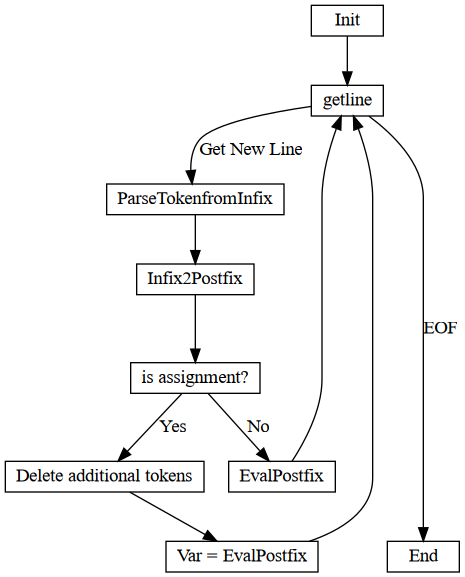 Init
getline
Get New Line
ParseTokenfromInfix
Infix2Postfix
EOF
is assignment?
Yes
No
Delete additional tokens
EvalPostfix
Var = EvalPostfix
End